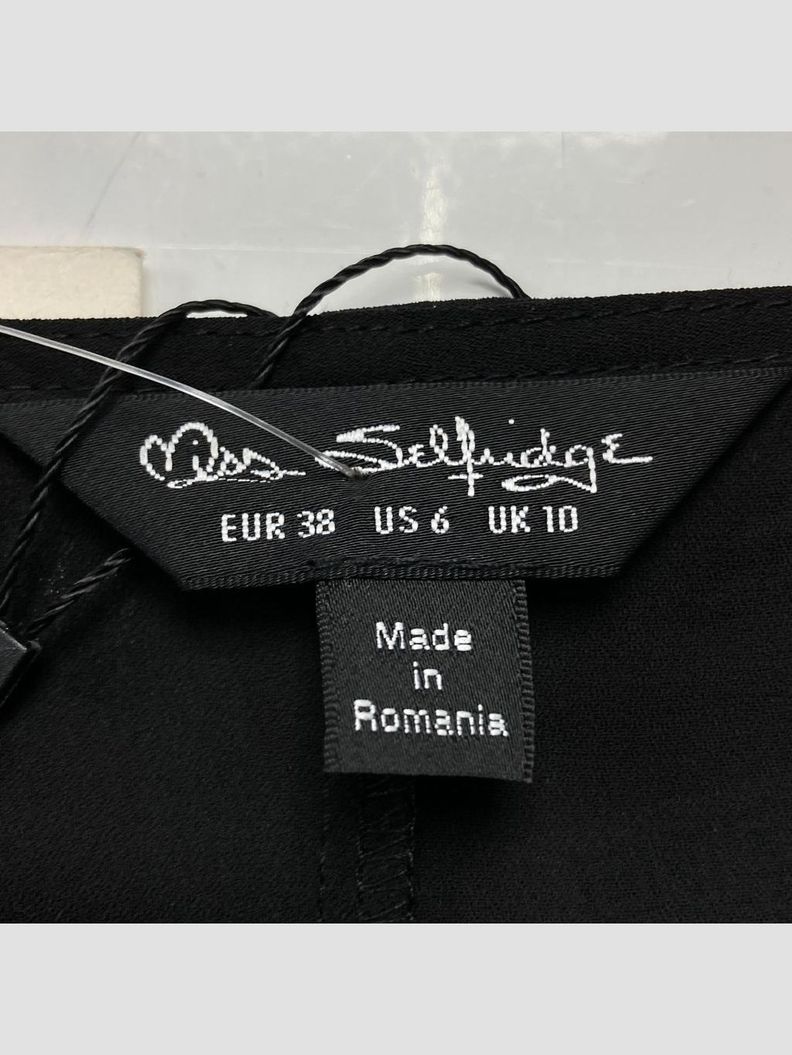 Miss Selfridge
EUR 38 US 6 UK 10
Made
in
Romania